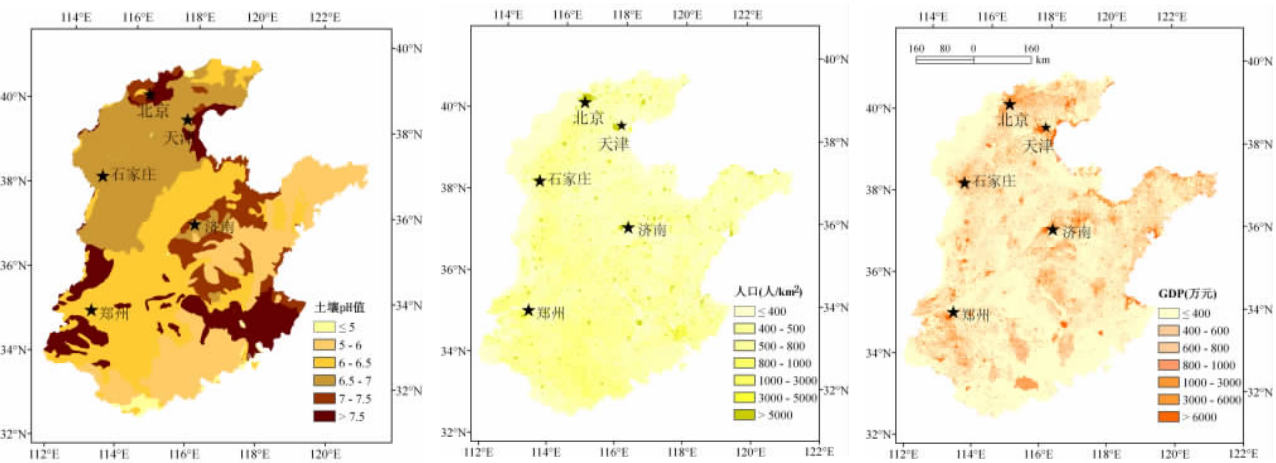 114°E 116°E 118°E 120°E 122°E
40°N
38°N
36°N
34°N
32°N
40°N
38°N
36°N
34°N
32°N
北京
天津
石家庄
济南
郑州
土壤pH值
≤ 5
5 - 6
6 - 6.5
6.5 - 7
7 - 7.5
> 7.5
112°E 114°E 116°E 118°E 120°E
114°E 116°E 118°E 120°E 122°E
40°N
38°N
36°N
34°N
32°N
40°N
38°N
36°N
34°N
32°N
北京
天津
石家庄
济南
郑州
人口(人/km²)
≤ 400
400 - 500
500 - 800
800 - 1000
1000 - 3000
3000 - 5000
> 5000
112°E 114°E 116°E 118°E 120°E 122°E
114°E 116°E 118°E 120°E 122°E
160 80 0 160
km
40°N
38°N
36°N
34°N
32°N
40°N
38°N
36°N
34°N
32°N
北京
天津
石家庄
济南
郑州
GDP(万元)
≤ 400
400 - 600
600 - 800
800 - 1000
1000 - 3000
3000 - 6000
> 6000
112°E 114°E 116°E 118°E 120°E 122°E